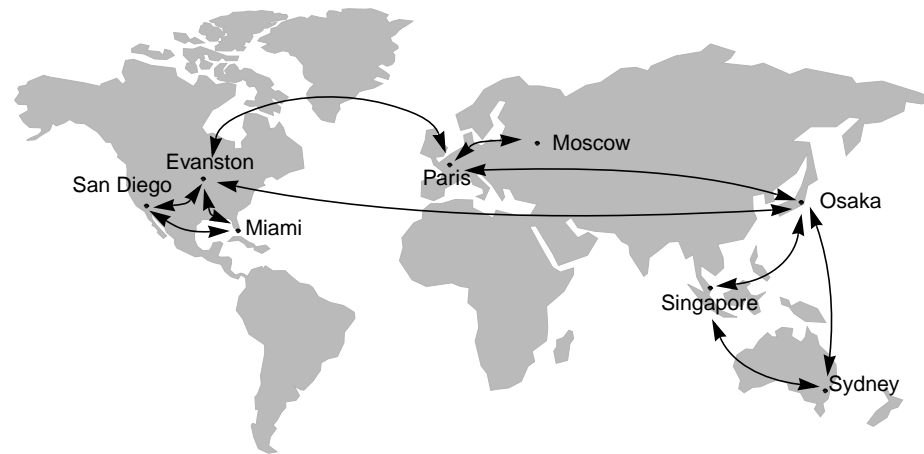 Moscow
Evanston
Paris
San Diego
Osaka
Miami
Singapore
Sydney